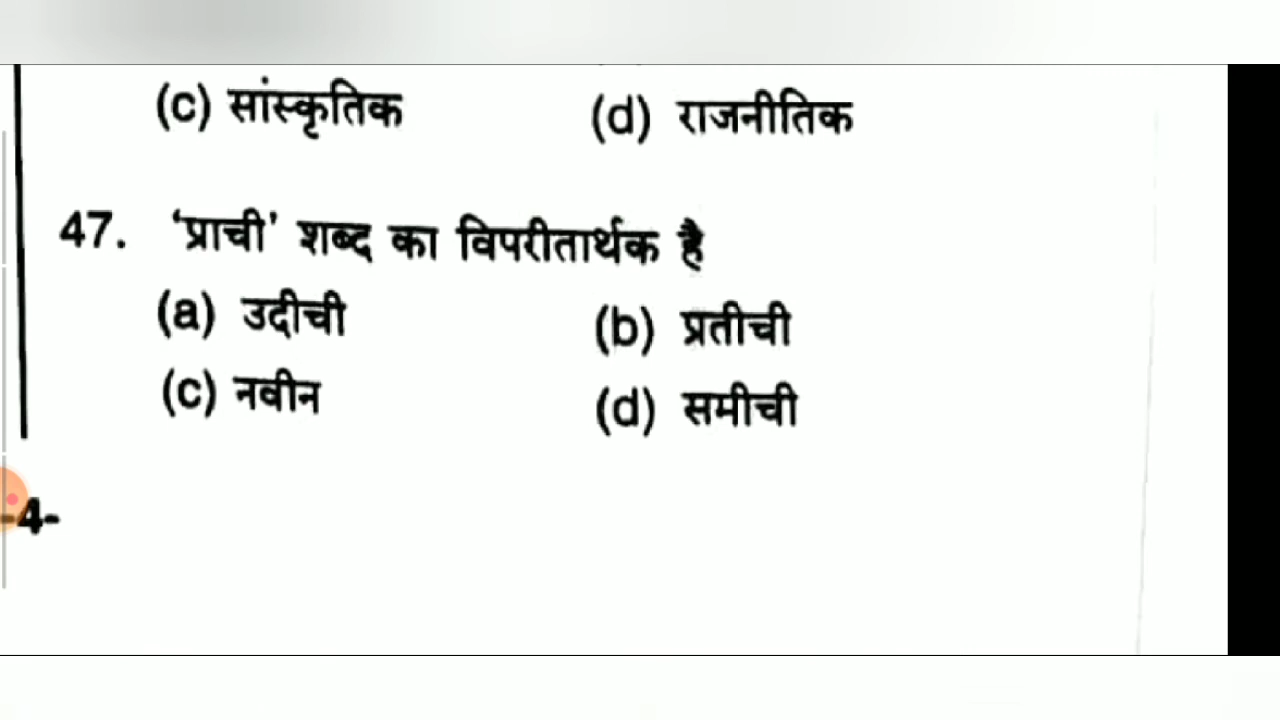 (c) सांस्कृतिक (d) राजनीतिक
47. 'प्राची' शब्द का विपरीतार्थक है
(a) उदीची (b) प्रतीची
(c) नवीन (d) समीची
-4-